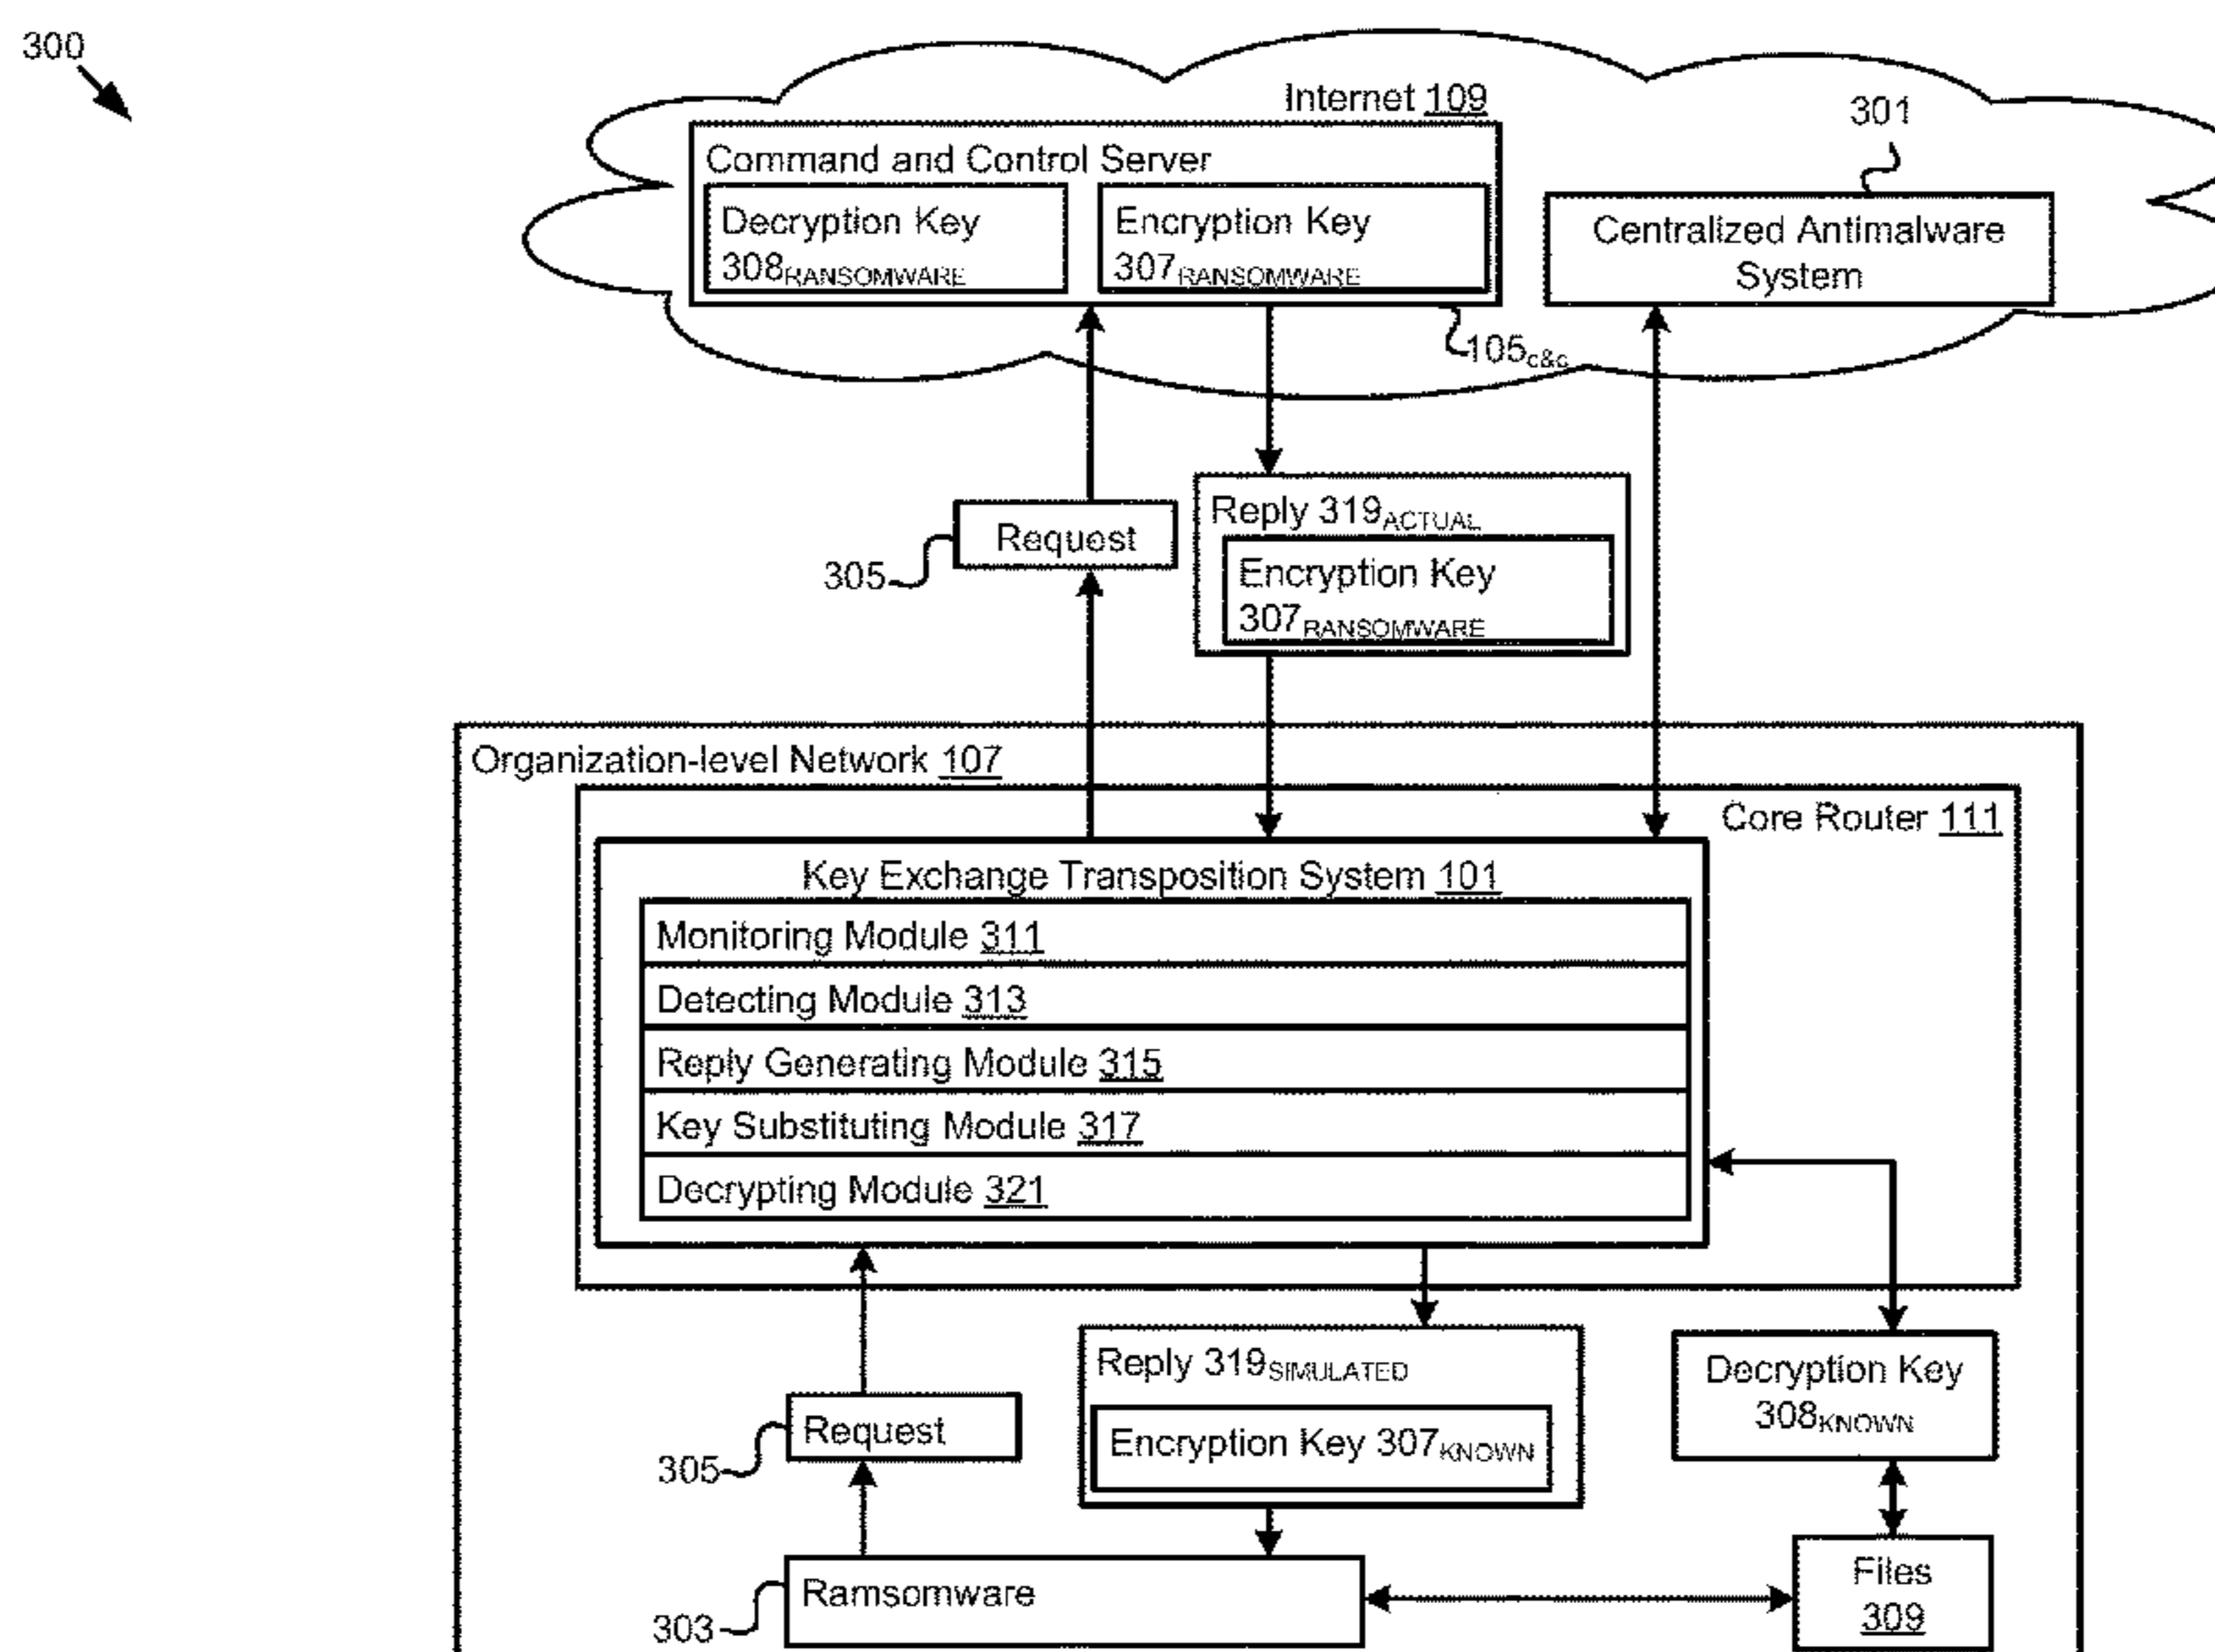 300
Internet 109
301
Command and Control Server
Decryption Key
308RANSOMWARE
Encryption Key
307RANSOMWARE
Centralized Antimalware
System
105c&c
Request
305
Reply 319ACTUAL
Encryption Key
307RANSOMWARE
Organization-level Network 107
Core Router 111
Key Exchange Transposition System 101
Monitoring Module 311
Detecting Module 313
Reply Generating Module 315
Key Substituting Module 317
Decrypting Module 321
Reply 319SIMULATED
Encryption Key 307KNOWN
Decryption Key
308KNOWN
Request
305
Ramsomware
303
Files
309